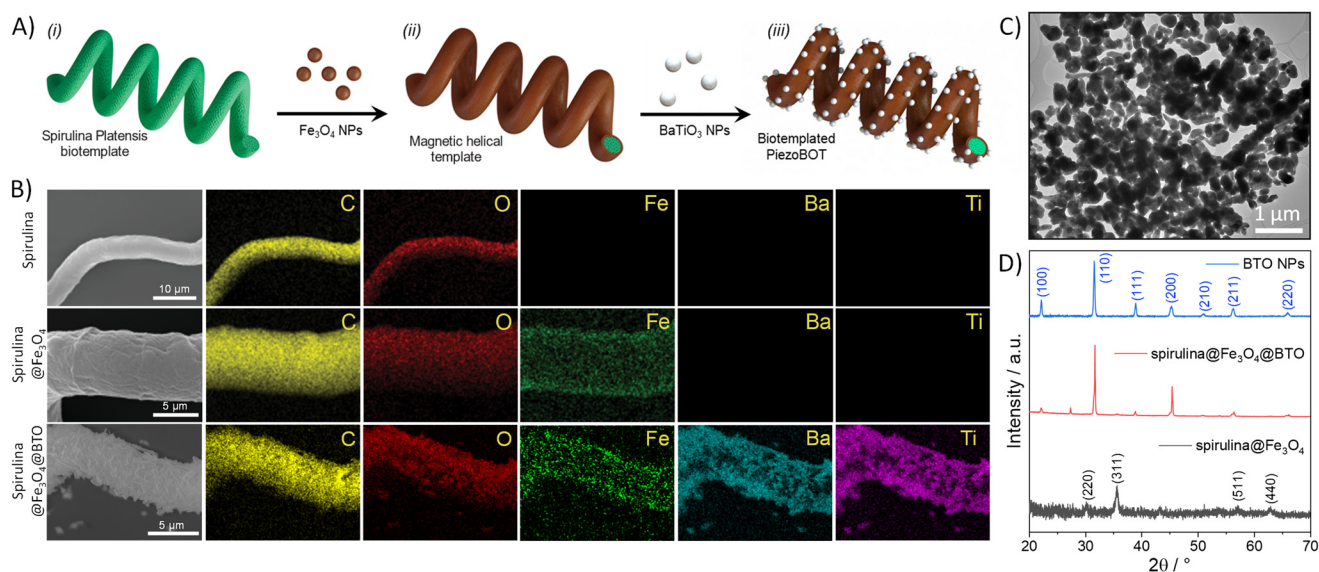 A)
(i)
(ii)
(iii)
Spirulina Platensis
biotemplate
Fe₃O₄ NPs
Magnetic helical
template
BaTiO₃ NPs
Biotemplated
PiezoBOT
B)
Spirulina
C
O
Fe
Ba
Ti
10 µm
Spirulina
@Fe₃O₄
C
O
Fe
Ba
Ti
5 µm
Spirulina
@Fe₃O₄@BTO
C
O
Fe
Ba
Ti
5 µm
C)
1 µm
D)
Intensity / a.u.
BTO NPs
(100)
(110)
(111)
(200)
(210)
(211)
(220)
spirulina@Fe₃O₄@BTO
spirulina@Fe₃O₄
(220)
(311)
(511)
(440)
20 30 40 50 60 70
2θ / °